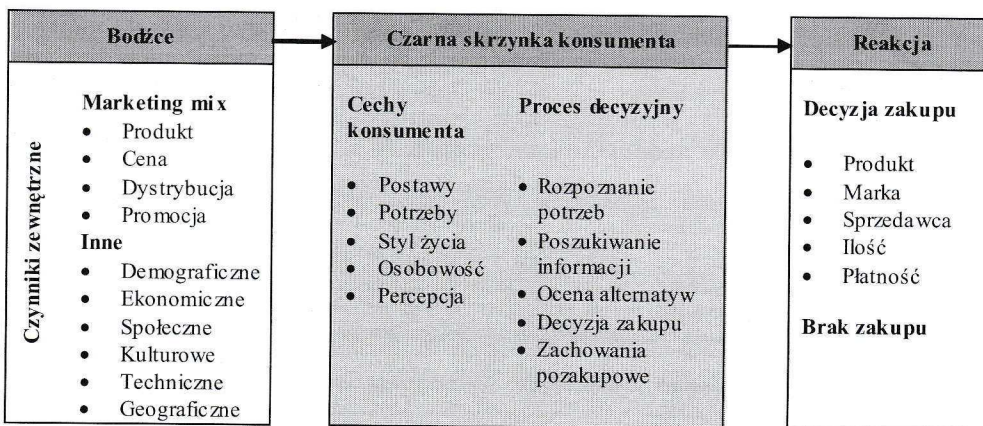 Bodźce
Czynniki zewnętrzne
Marketing mix
• Produkt
• Cena
• Dystrybucja
• Promocja
Inne
• Demograficzne
• Ekonomiczne
• Społeczne
• Kulturowe
• Techniczne
• Geograficzne
Czarna skrzynka konsumenta
Cechy
konsumenta
• Postawy
• Potrzeby
• Styl życia
• Osobowość
• Percepcja
Proces decyzyjny
• Rozpoznanie
potrzeb
• Poszukiwanie
informacji
• Ocena alternatyw
• Decyzja zakupu
• Zachowania
pozakupowe
Reakcja
Decyzja zakupu
• Produkt
• Marka
• Sprzedawca
• Ilość
• Płatność
Brak zakupu